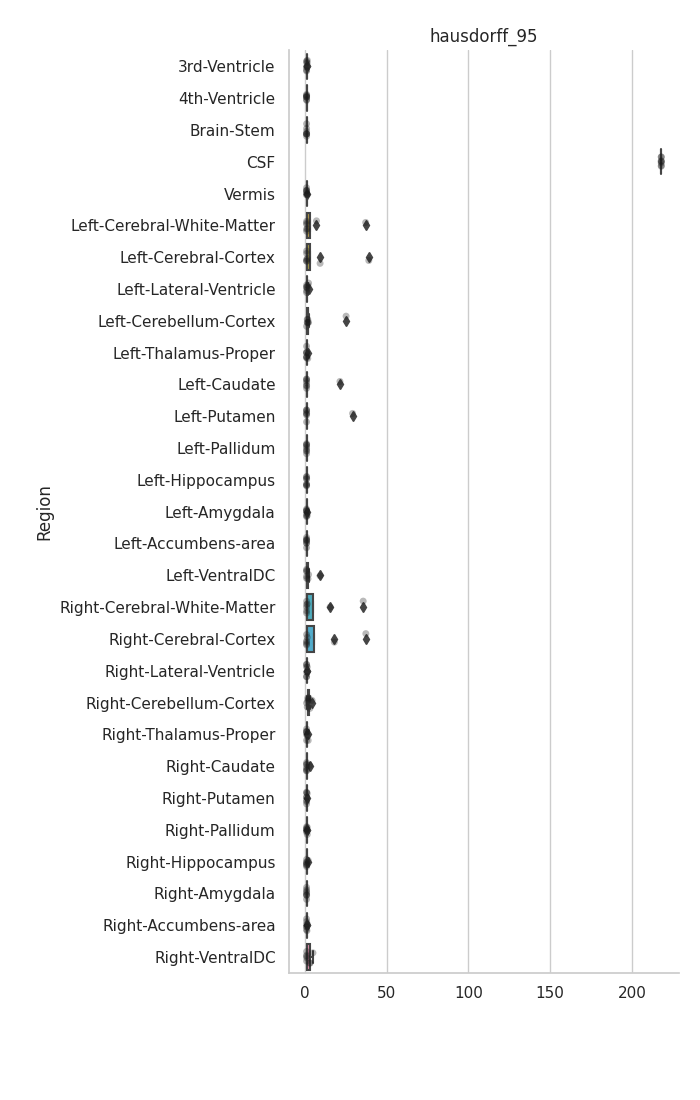 hausdorff_95
3rd-Ventricle
4th-Ventricle
Brain-Stem
CSF
Vermis
Left-Cerebral-White-Matter
Left-Cerebral-Cortex
Left-Lateral-Ventricle
Left-Cerebellum-Cortex
Left-Thalamus-Proper
Left-Caudate
Left-Putamen
Left-Pallidum
Left-Hippocampus
Region
Left-Amygdala
Left-Accumbens-area
Left-VentralDC
Right-Cerebral-White-Matter
Right-Cerebral-Cortex
Right-Lateral-Ventricle
Right-Cerebellum-Cortex
Right-Thalamus-Proper
Right-Caudate
Right-Putamen
Right-Pallidum
Right-Hippocampus
Right-Amygdala
Right-Accumbens-area
Right-VentralDC
0 50 100 150 200